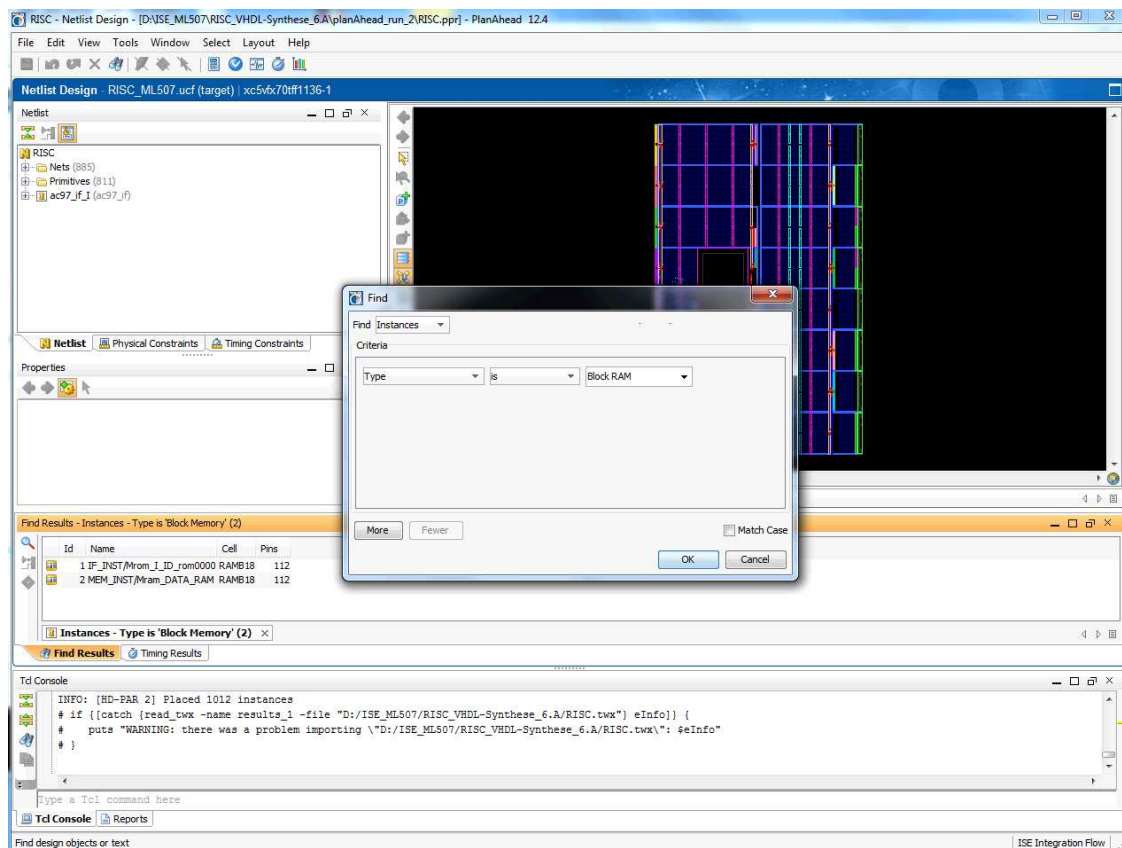 RISC - Netlist Design - [D:\ISE_ML507\RISC_VHDL-Synthese_6.A\planAhead_run_2\RISC.ppr] - PlanAhead 12.4
File Edit View Tools Window Select Layout Help
Netlist Design - RISC_ML507.ucf (target) | xc5vfx70tff1136-1
Netlist
RISC
Nets (885)
Primitives (811)
ac97_if_I (ac97_if)
Netlist Physical Constraints Timing Constraints
Properties
Find
Find Instances
Criteria
Type is Block RAM
More Fewer Match Case
OK Cancel
Find Results - Instances - Type is 'Block Memory' (2)
Id Name Cell Pins
1 IF_INST/Mrom_I_ID_rom0000 RAMB18 112
2 MEM_INST/Mram_DATA_RAM RAMB18 112
Instances - Type is 'Block Memory' (2)
Find Results Timing Results
Tcl Console
INFO: [HD-PAR 2] Placed 1012 instances
# if {[catch {read_twx -name results_1 -file "D:/ISE_ML507/RISC_VHDL-Synthese_6.A/RISC.twx"} eInfo]} {
# puts "WARNING: there was a problem importing \"D:/ISE_ML507/RISC_VHDL-Synthese_6.A/RISC.twx\": $eInfo"
# }
Type a Tcl command here
Tcl Console Reports
Find design objects or text ISE Integration Flow